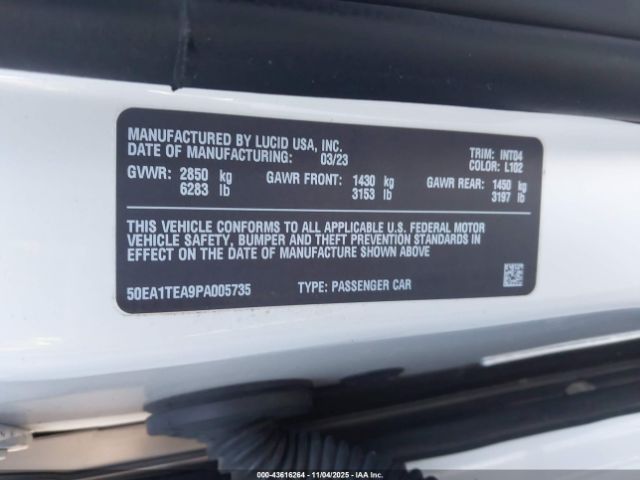 MANUFACTURED BY LUCID USA, INC.
DATE OF MANUFACTURING: 03/23
TRIM: INT04
COLOR: L102
GVWR: 2850 kg GAWR FRONT: 1430 kg GAWR REAR: 1450 kg
6283 lb 3153 lb 3197 lb
THIS VEHICLE CONFORMS TO ALL APPLICABLE U.S. FEDERAL MOTOR
VEHICLE SAFETY, BUMPER AND THEFT PREVENTION STANDARDS IN
EFFECT ON THE DATE OF MANUFACTURE SHOWN ABOVE
50EA1TEA9PA005735 TYPE: PASSENGER CAR
000-43616264 - 11/04/2025 - IAA Inc.